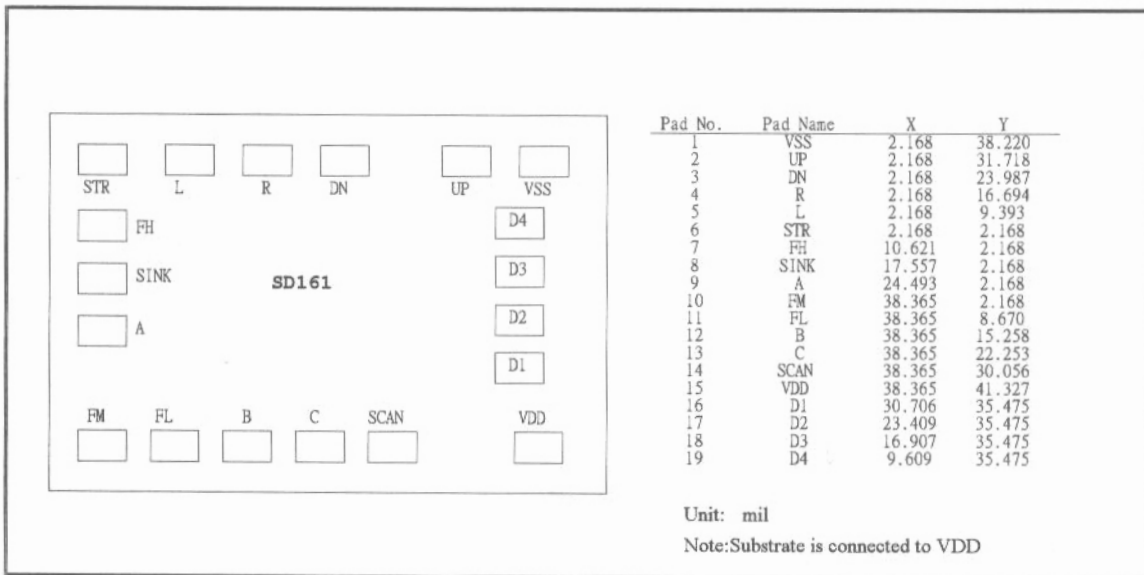 STR L R DN UP VSS
FH
D4
SINK
D3
SD161
A
D2
D1
FM FL B C SCAN VDD
Pad No. Pad Name X Y
1 VSS 2.168 38.220
2 UP 2.168 31.718
3 DN 2.168 23.987
4 R 2.168 16.694
5 L 2.168 9.393
6 STR 2.168 2.168
7 FH 10.621 2.168
8 SINK 17.557 2.168
9 A 24.493 2.168
10 FM 38.365 2.168
11 FL 38.365 8.670
12 B 38.365 15.258
13 C 38.365 22.253
14 SCAN 38.365 30.056
15 VDD 38.365 41.327
16 D1 30.706 35.475
17 D2 23.409 35.475
18 D3 16.907 35.475
19 D4 9.609 35.475
Unit: mil
Note:Substrate is connected to VDD